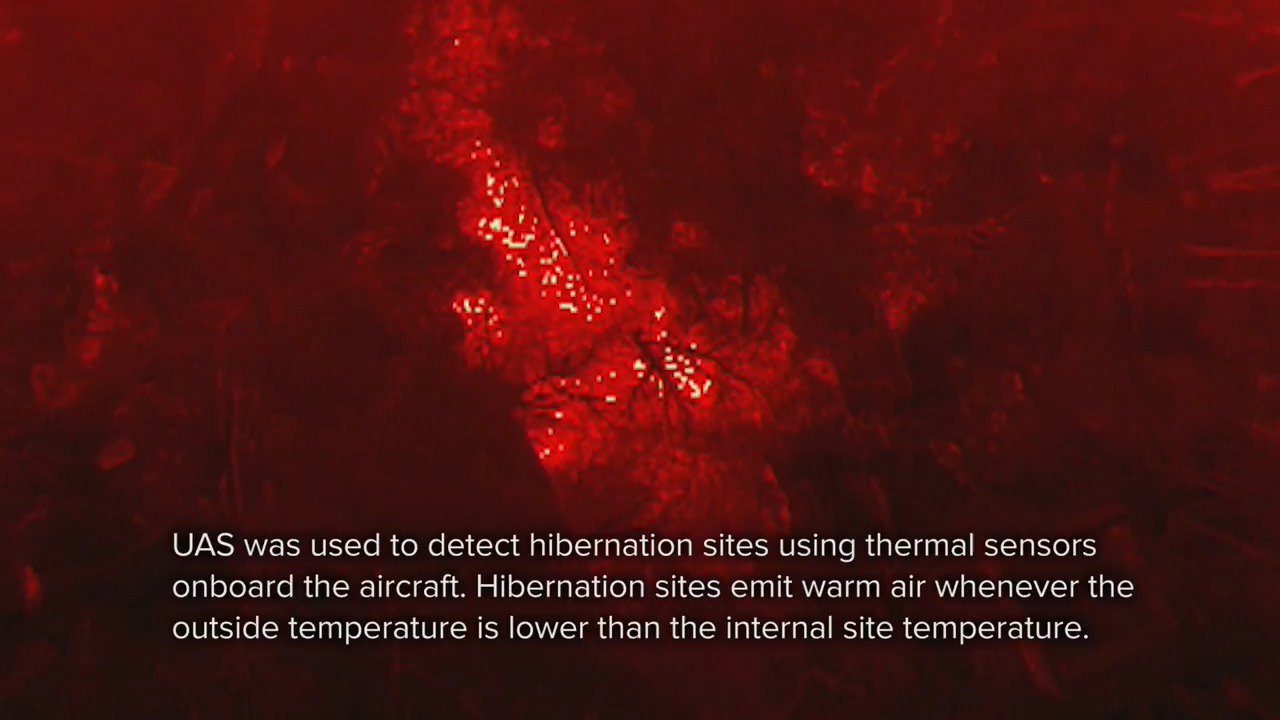 UAS was used to detect hibernation sites using thermal sensors
onboard the aircraft. Hibernation sites emit warm air whenever the
outside temperature is lower than the internal site temperature.